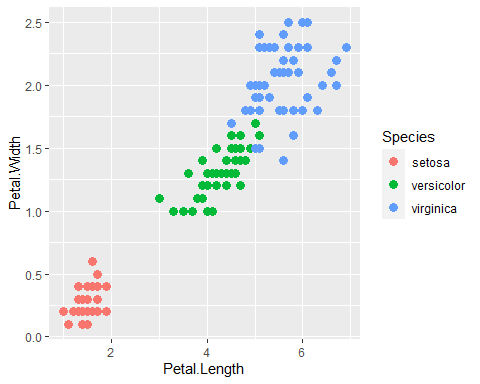 2.5
2.0
1.5
1.0
0.5
0.0
Petal.Width
2
4
6
Petal.Length
Species
setosa
versicolor
virginica